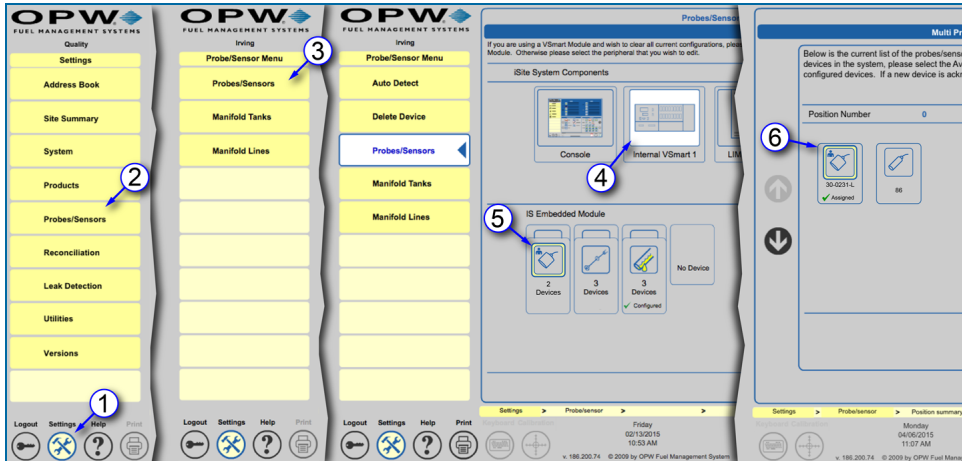 OPW
FUEL MANAGEMENT SYSTEMS
Quality
Settings
Address Book
Site Summary
System
Products
2
Probes/Sensors
Reconciliation
Leak Detection
Utilities
Versions
1
Logout Settings Help Print
OPW
FUEL MANAGEMENT SYSTEMS
Irving
3
Probe/Sensor Menu
Probes/Sensors
Manifold Tanks
Manifold Lines
Logout Settings Help Print
OPW
FUEL MANAGEMENT SYSTEMS
Irving
Probe/Sensor Menu
Auto Detect
Delete Device
Probes/Sensors
Manifold Tanks
Manifold Lines
Logout Settings Help Print
Probes/Sensor
If you are using a VSmart Module and wish to clear all current configurations, pleas
Module. Otherwise please select the peripheral that you wish to edit.
iSite System Components
Console
Internal VSmart 1
LIM
4
IS Embedded Module
5
2
Devices
3
Devices
3
Devices
Configured
No Device
Settings > Probe/sensor > >
Keyboard Calibration
Friday
02/13/2015
10:53 AM
v. 186.200.74 © 2009 by OPW Fuel Management System
Multi Pr
Below is the current list of the probes/senso
devices in the system, please select the Av
configured devices. If a new device is ackn
Position Number 0
6
30-0231-L
Assigned
86
Settings > Probe/sensor > Position summary
Keyboard Calibration
Monday
04/06/2015
11:07 AM
v. 186.200.74 © 2009 by OPW Fuel Manag